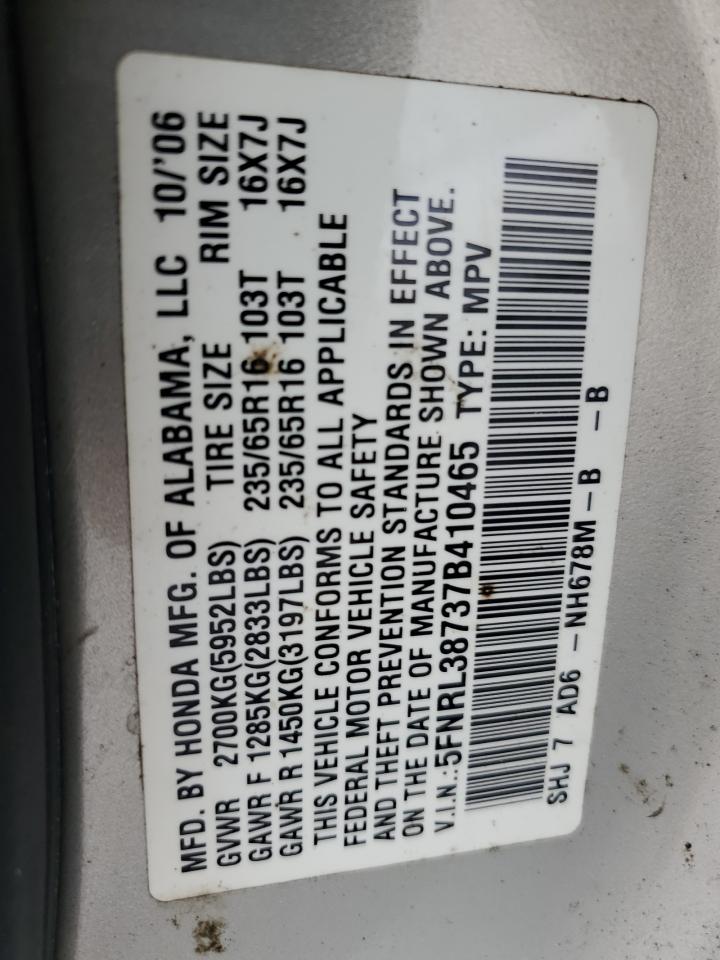 MFD. BY HONDA MFG. OF ALABAMA, LLC 10/'06
GVWR 2700KG(5952LBS) TIRE SIZE RIM SIZE
GAWR F 1285KG(2833LBS) 235/65R16 103T 16X7J
GAWR R 1450KG(3197LBS) 235/65R16 103T 16X7J
THIS VEHICLE CONFORMS TO ALL APPLICABLE
FEDERAL MOTOR VEHICLE SAFETY
AND THEFT PREVENTION STANDARDS IN EFFECT
ON THE DATE OF MANUFACTURE SHOWN ABOVE.
V.I.N.:5FNRL38737B410465 TYPE: MPV
SHJ 7 AD6 -NH678M-B -B